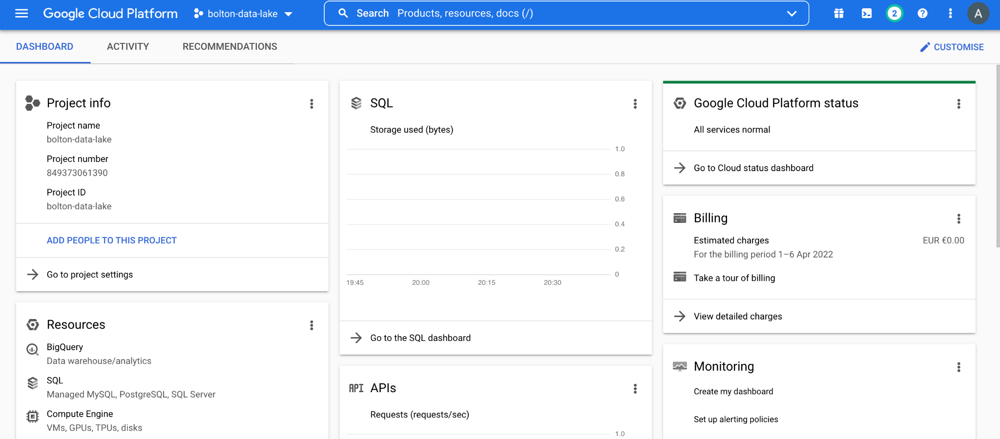 Google Cloud Platform
bolton-data-lake
Search Products, resources, docs (/)
2
A
DASHBOARD
ACTIVITY
RECOMMENDATIONS
CUSTOMISE
Project info
Project name
bolton-data-lake
Project number
849373061390
Project ID
bolton-data-lake
ADD PEOPLE TO THIS PROJECT
Go to project settings
Resources
BigQuery
Data warehouse/analytics
SQL
Managed MySQL, PostgreSQL, SQL Server
Compute Engine
VMs, GPUs, TPUs, disks
SQL
Storage used (bytes)
1.0
0.8
0.6
0.4
0.2
0
19:45 20:00 20:15 20:30
Go to the SQL dashboard
API APIs
Requests (requests/sec)
1.0
Google Cloud Platform status
All services normal
Go to Cloud status dashboard
Billing
Estimated charges EUR €0.00
For the billing period 1–6 Apr 2022
Take a tour of billing
View detailed charges
Monitoring
Create my dashboard
Set up alerting policies